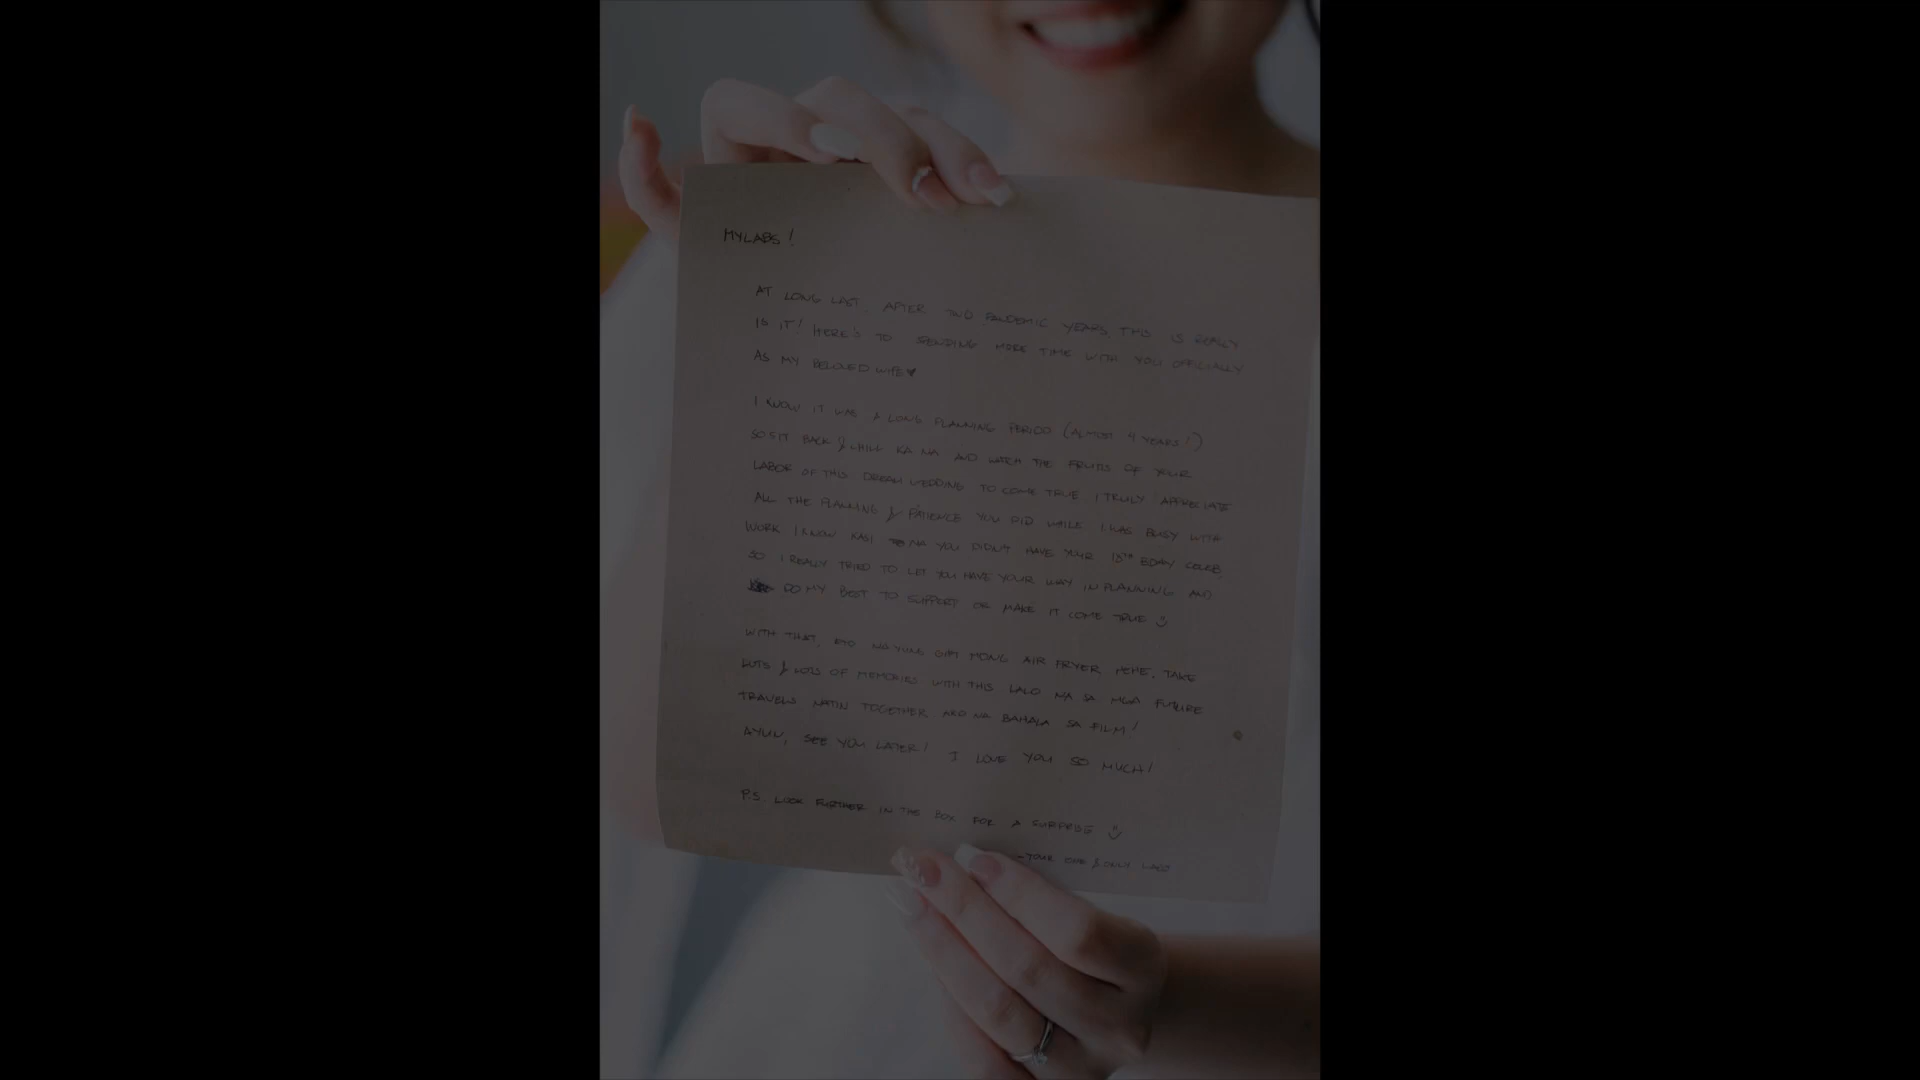 MYLABS!
AT LONG LAST, AFTER TWO PANDEMIC YEARS, THIS IS REALLY
IS IT! HERE'S TO SPENDING MORE TIME WITH YOU OFFICIALLY
AS MY BELOVED WIFE♥
I KNOW IT WAS A LONG PLANNING PERIOD (ALMOST 4 YEARS!)
SO SIT BACK & CHILL KA NA AND WATCH THE FRUITS OF YOUR
LABOR OF THIS DREAM WEDDING TO COME TRUE I TRULY APPRECIATE
ALL THE PLANNING & PATIENCE YOU DID WHILE I WAS BUSY WITH
WORK I KNOW KASI NA YOU DIDN'T HAVE YOUR 18TH BDAY CELEB
SO I REALLY TRIED TO LET YOU HAVE YOUR WAY IN PLANNING AND
DO MY BEST TO SUPPORT OR MAKE IT COME TRUE
WITH THAT, ETO NA YUNG MONG AIR FRYER HEHE. TAKE
LOTS & LOTS OF MEMORIES WITH THIS LALO NA SA MGA FUTURE
TRAVELS NATIN TOGETHER AKO NA BAHALA SA FILM!
AYUN, SEE YOU LATER! I LOVE YOU SO MUCH!
P.S. LOOK FURTHER IN THE BOX FOR A SURPRISE
-YOUR ONE & ONLY LABS